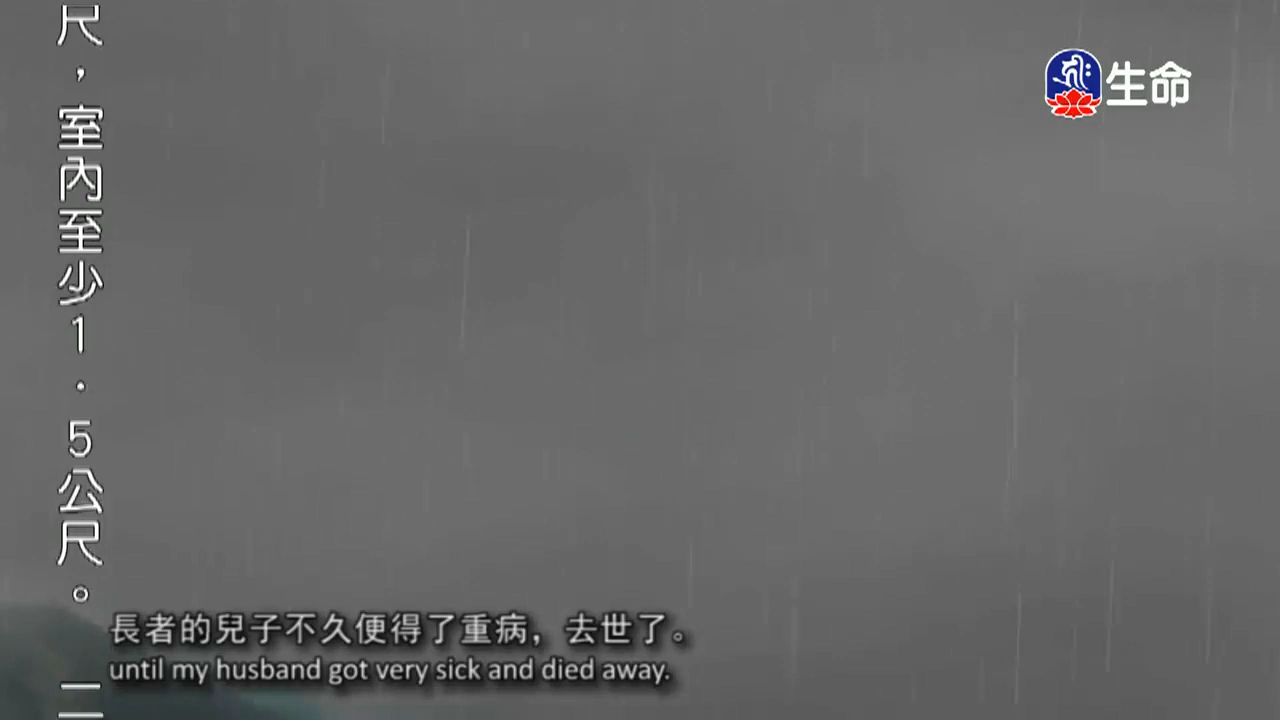 尺，室內至少1．5公尺。二
生命
長者的兒子不久便得了重病，去世了。
until my husband got very sick and died away.